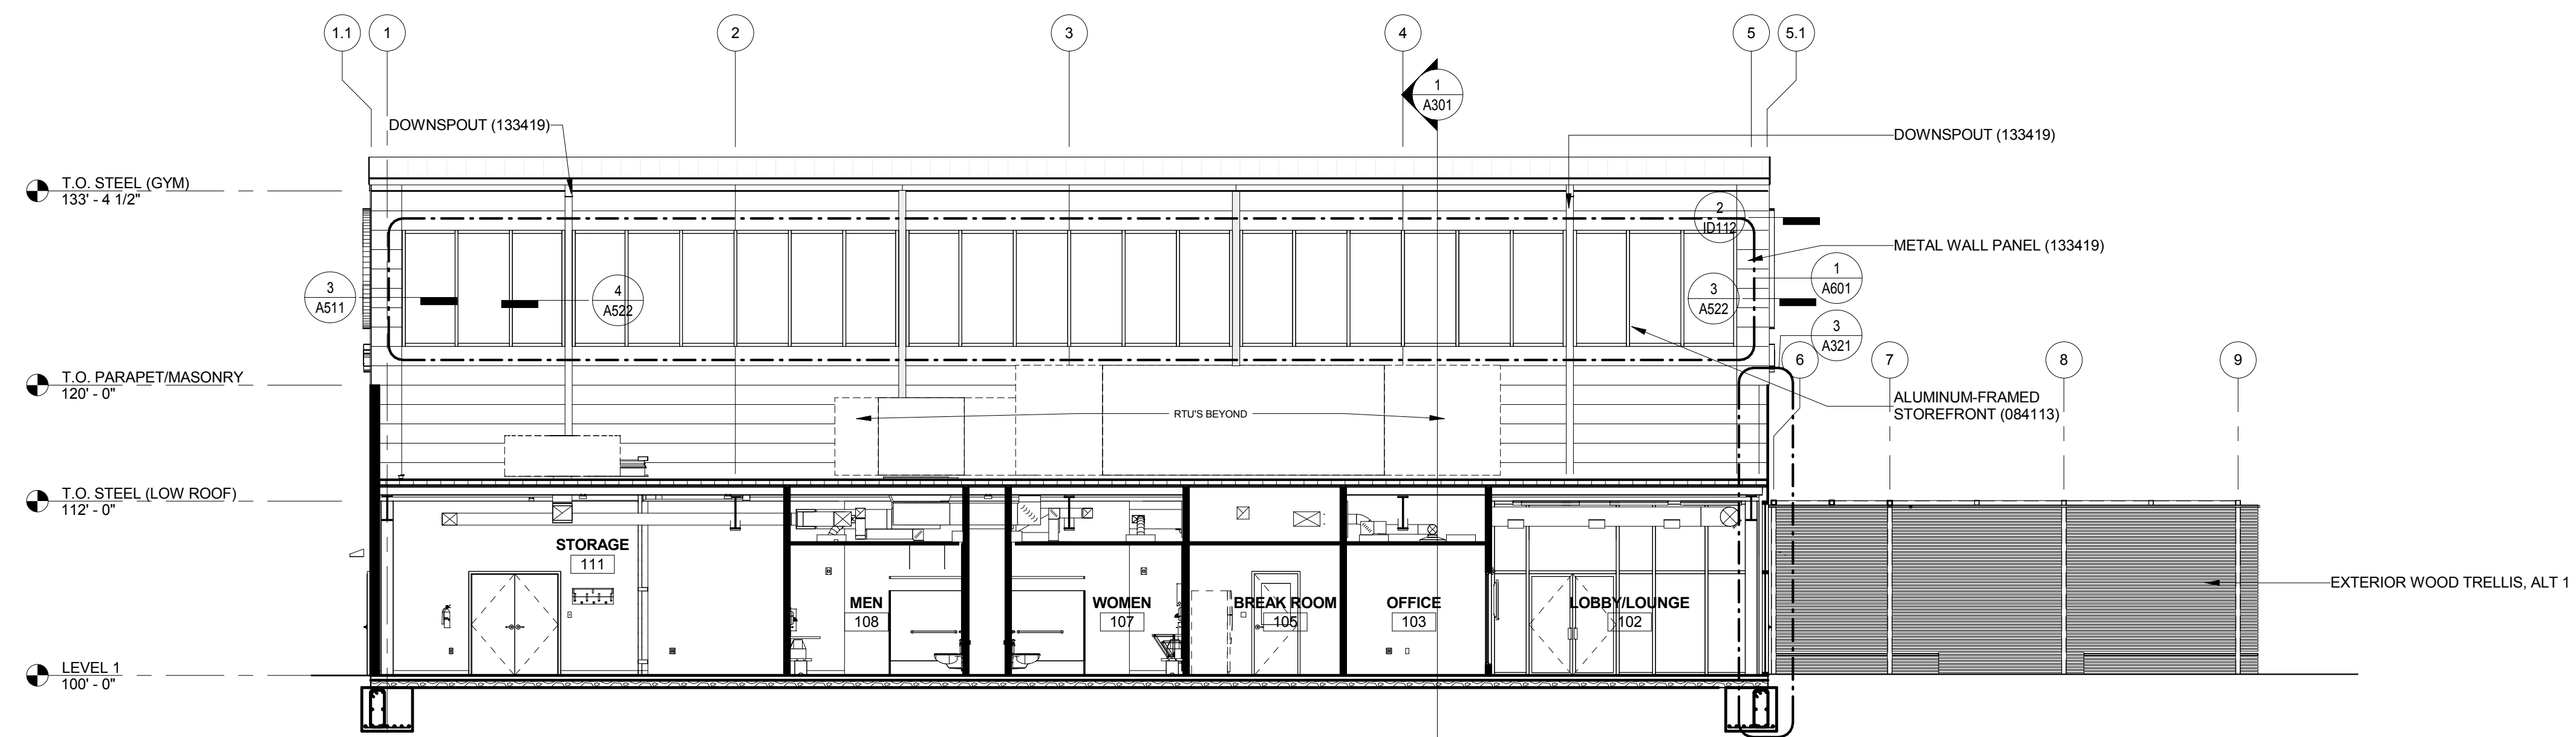 1.1
1
2
3
4
5
5.1
1
A301
DOWNSPOUT (133419)
DOWNSPOUT (133419)
T.O. STEEL (GYM)
133' - 4 1/2"
2
ID112
METAL WALL PANEL (133419)
3
A511
4
A522
3
A522
1
A601
3
A321
6
7
8
9
T.O. PARAPET/MASONRY
120' - 0"
RTU'S BEYOND
ALUMINUM-FRAMED
STOREFRONT (084113)
T.O. STEEL (LOW ROOF)
112' - 0"
STORAGE
111
MEN
108
WOMEN
107
BREAK ROOM
105
OFFICE
103
LOBBY/LOUNGE
102
EXTERIOR WOOD TRELLIS, ALT 1
LEVEL 1
100' - 0"